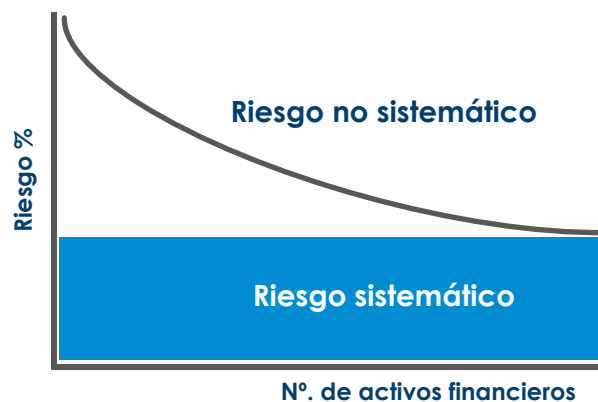 Riesgo no sistemático
Riesgo %
Riesgo sistemático
Nº. de activos financieros